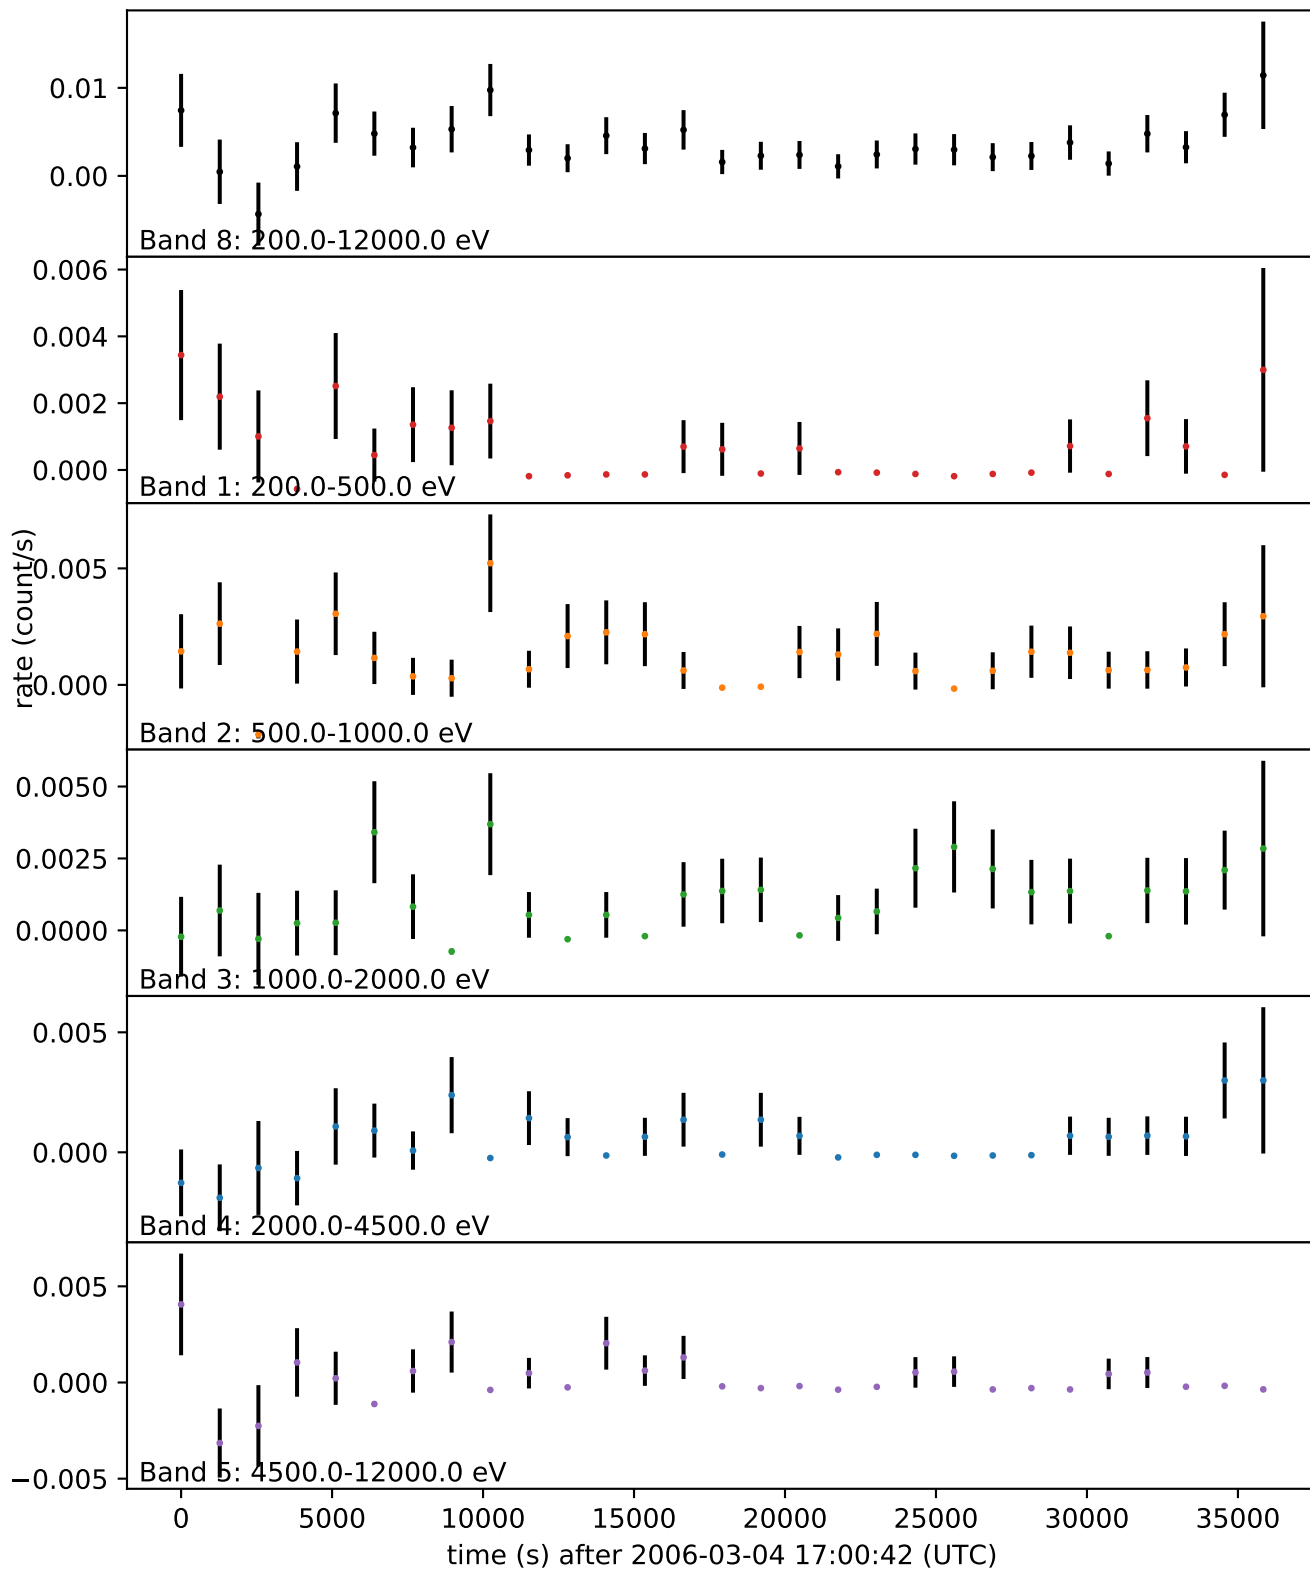 0.01
0.00
Band 8: 200.0-12000.0 eV
0.006
0.004
0.002
0.000
Band 1: 200.0-500.0 eV
rate (count/s)
0.005
0.000
Band 2: 500.0-1000.0 eV
0.0050
0.0025
0.0000
Band 3: 1000.0-2000.0 eV
0.005
0.000
Band 4: 2000.0-4500.0 eV
0.005
0.000
−0.005
Band 5: 4500.0-12000.0 eV
0 5000 10000 15000 20000 25000 30000 35000
time (s) after 2006-03-04 17:00:42 (UTC)